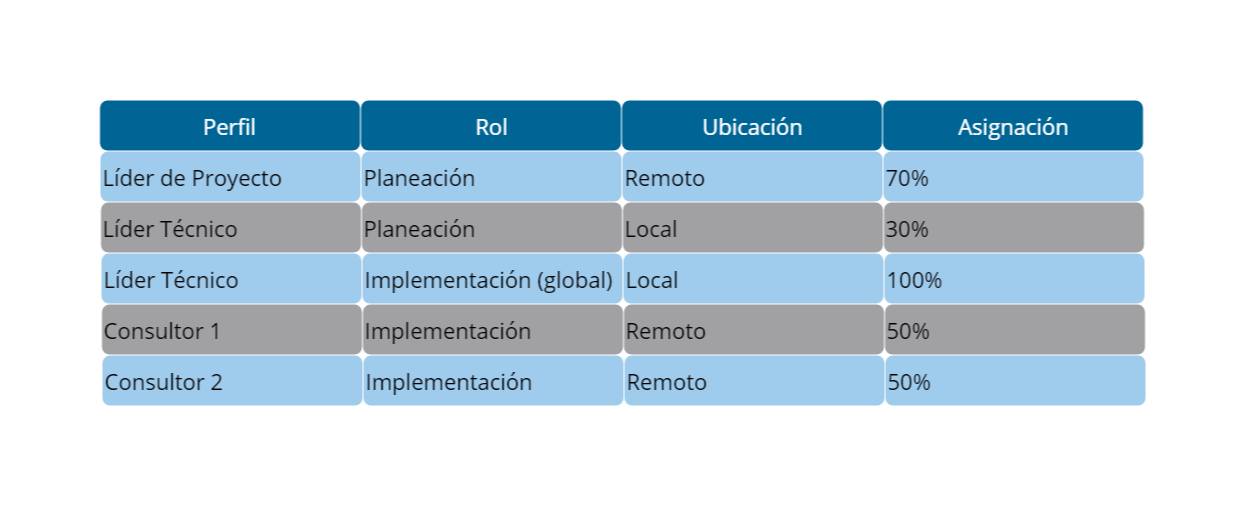 Perfil Rol Ubicación Asignación
Líder de Proyecto Planeación Remoto 70%
Líder Técnico Planeación Local 30%
Líder Técnico Implementación (global) Local 100%
Consultor 1 Implementación Remoto 50%
Consultor 2 Implementación Remoto 50%